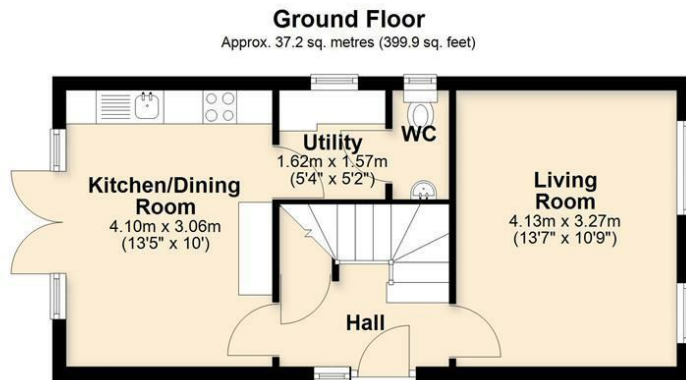 Ground Floor
Approx. 37.2 sq. metres (399.9 sq. feet)
Utility
1.62m x 1.57m
(5'4" x 5'2")
WC
Kitchen/Dining
Room
4.10m x 3.06m
(13'5" x 10')
Living
Room
4.13m x 3.27m
(13'7" x 10'9")
Hall